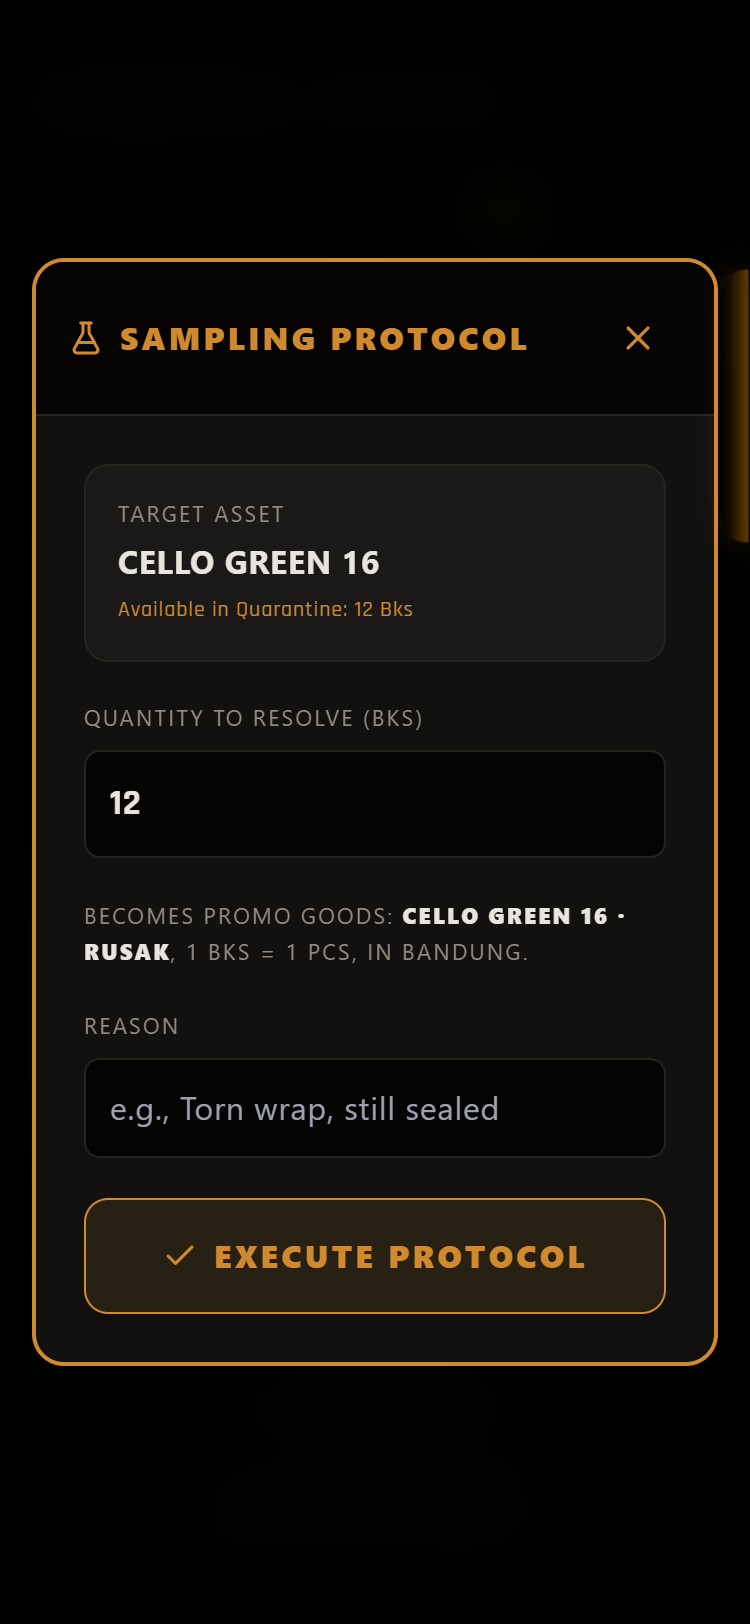 SAMPLING PROTOCOL
TARGET ASSET
CELLO GREEN 16
Available in Quarantine: 12 Bks
QUANTITY TO RESOLVE (BKS)
12
BECOMES PROMO GOODS: CELLO GREEN 16 ·
RUSAK, 1 BKS = 1 PCS, IN BANDUNG.
REASON
e.g., Torn wrap, still sealed
EXECUTE PROTOCOL